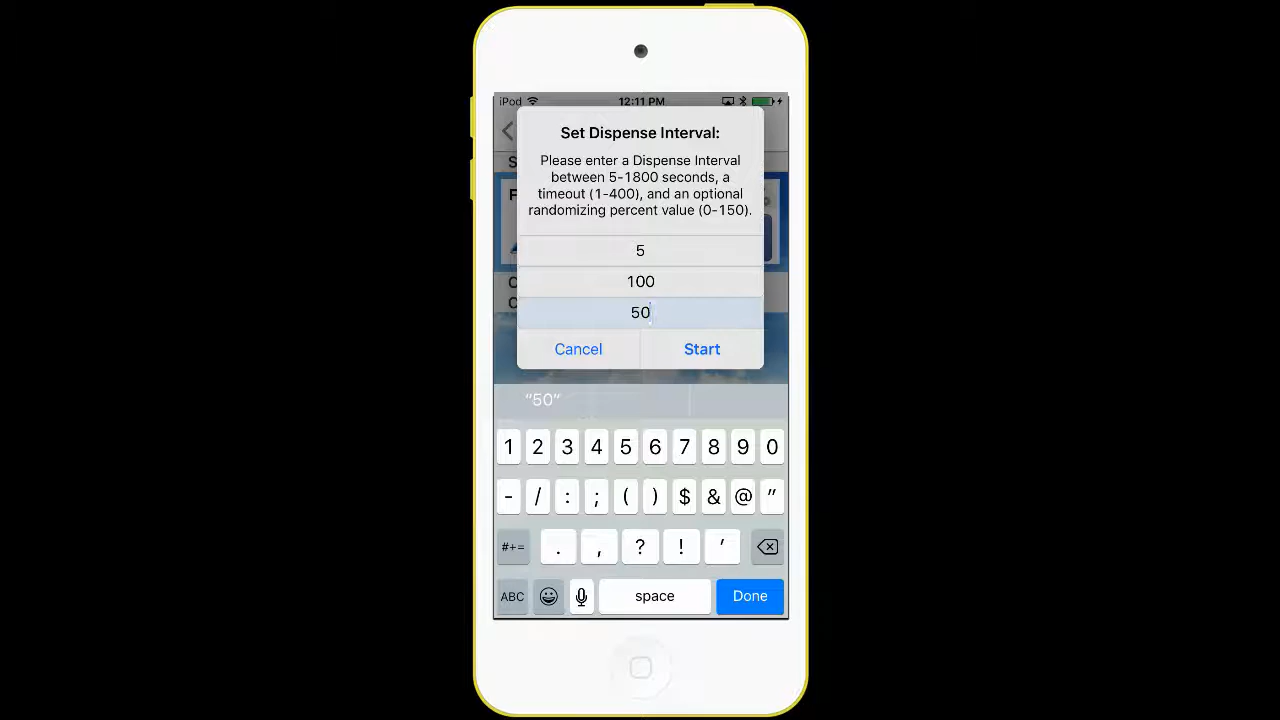 iPod 12:11 PM
Set Dispense Interval:
Please enter a Dispense Interval
between 5-1800 seconds, a
timeout (1-400), and an optional
randomizing percent value (0-150).
S
F
5
C
100
C
50
Cancel Start
“50”
1 2 3 4 5 6 7 8 9 0
- / : ; ( ) $ & @ "
#+= . , ? ! '
ABC space Done